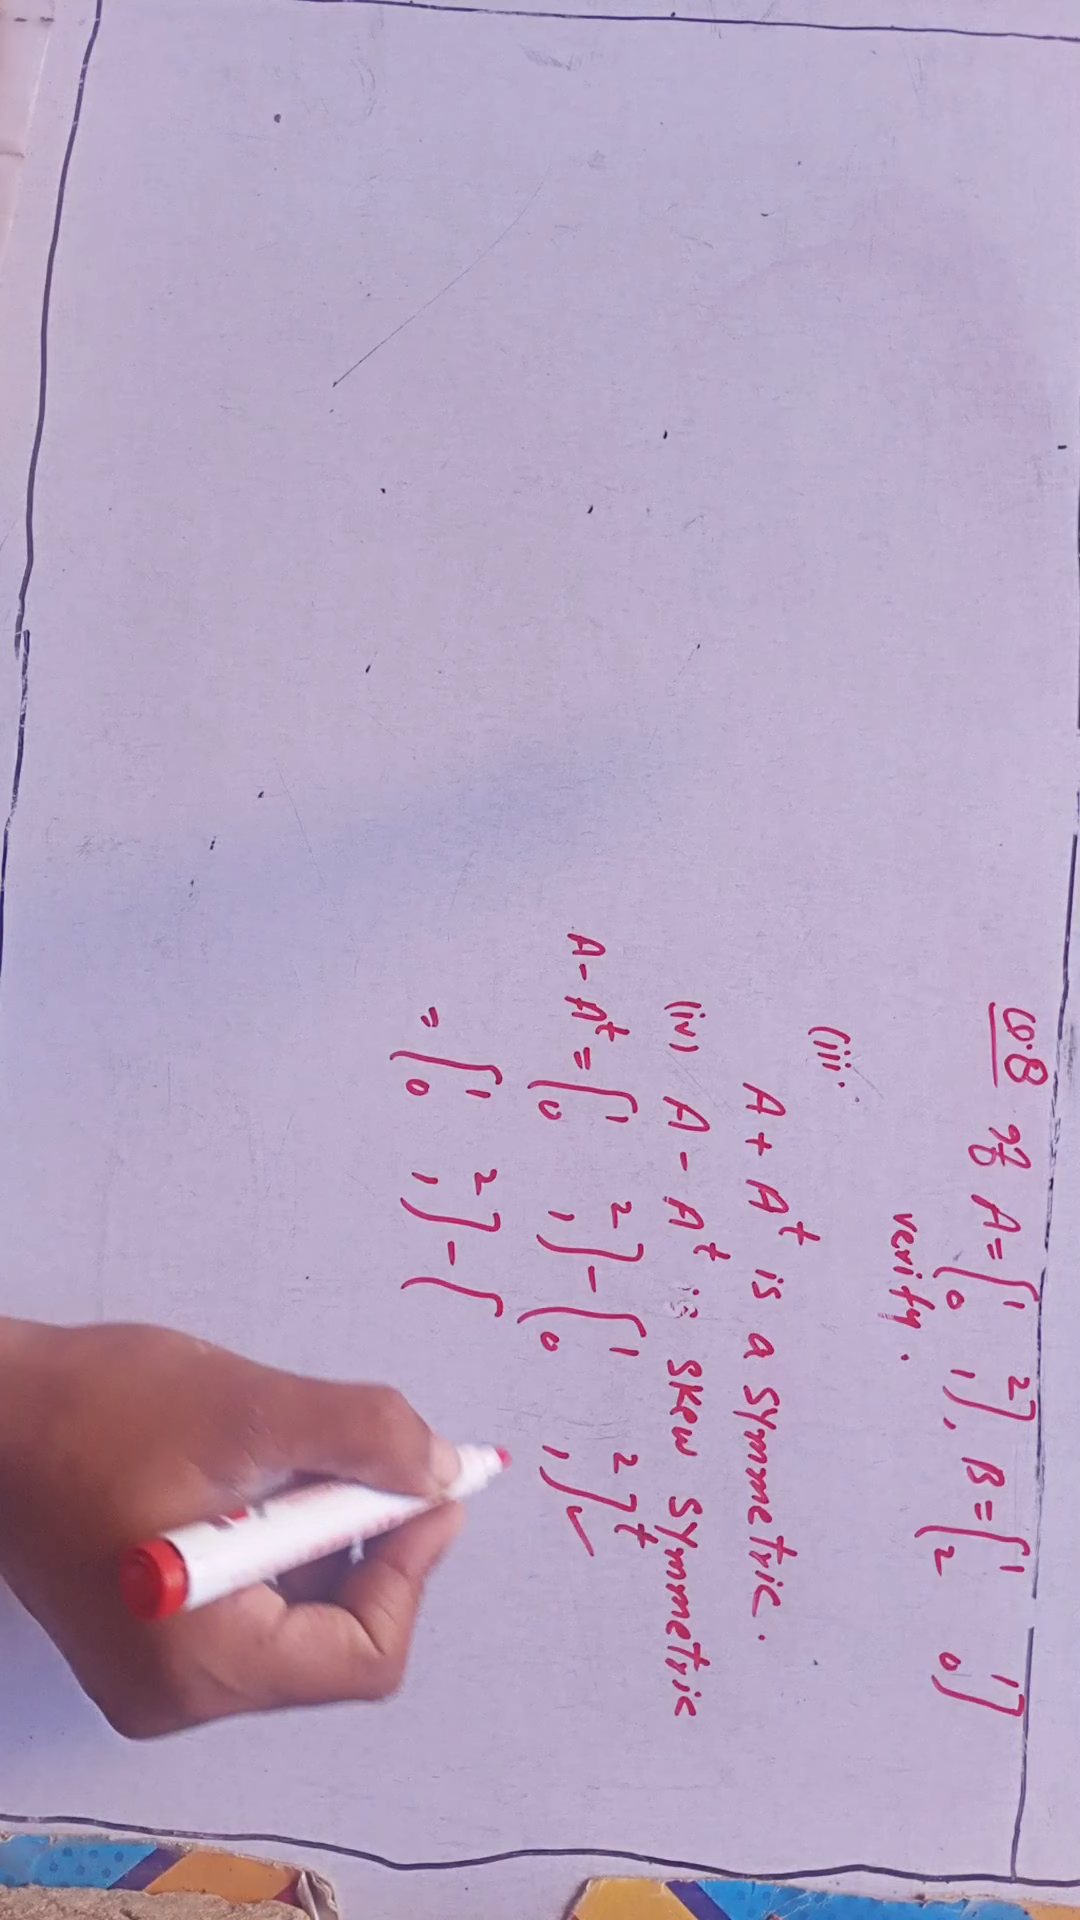 Q.8 If A = [1 2 0 1], B = [1 1 2 0]
verify.
(iii.
A + A^t is a symmetric.
(iv) A - A^t is skew symmetric
A - A^t = [1 2 0 1] - [1 2 0 1]^t
= [1 2 0 1] - [